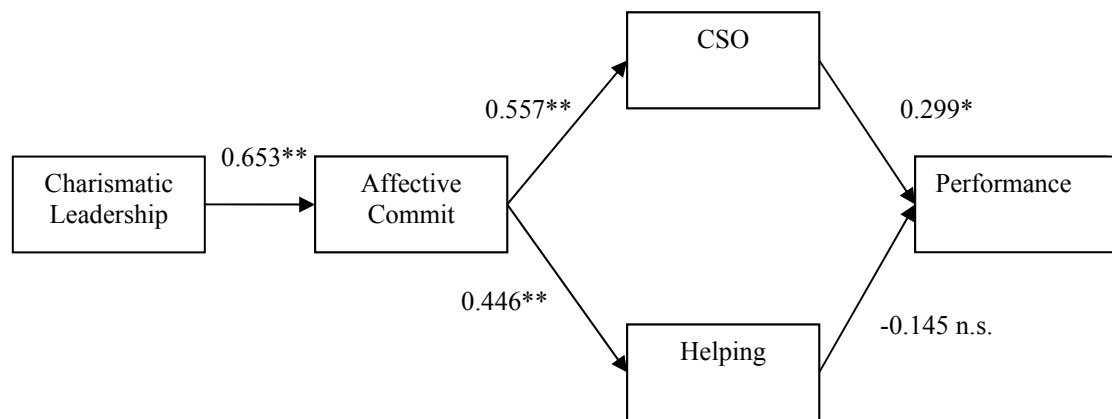 CSO
0.557**
0.299*
0.653**
Charismatic
Leadership
Affective
Commit
Performance
0.446**
-0.145 n.s.
Helping